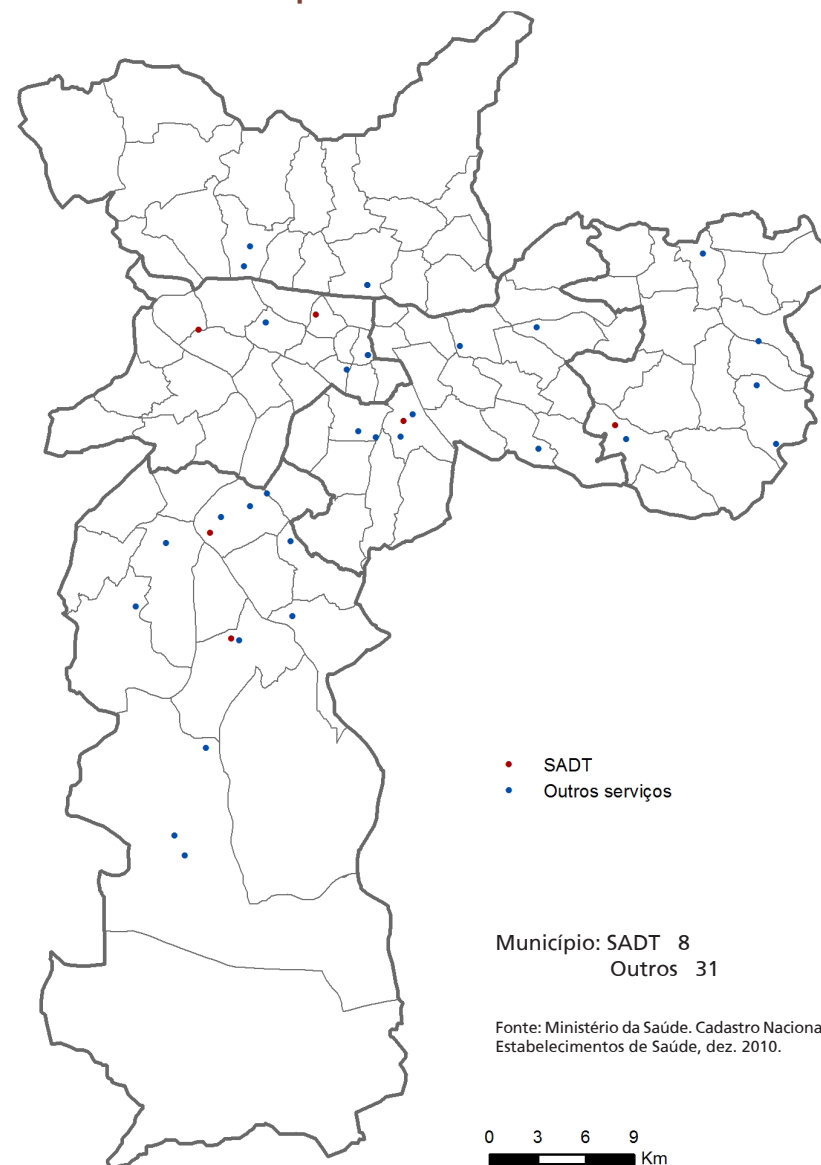 SADT
Outros serviços
Município: SADT 8
Outros 31
Fonte: Ministério da Saúde. Cadastro Naciona
Estabelecimentos de Saúde, dez. 2010.
0 3 6 9
Km